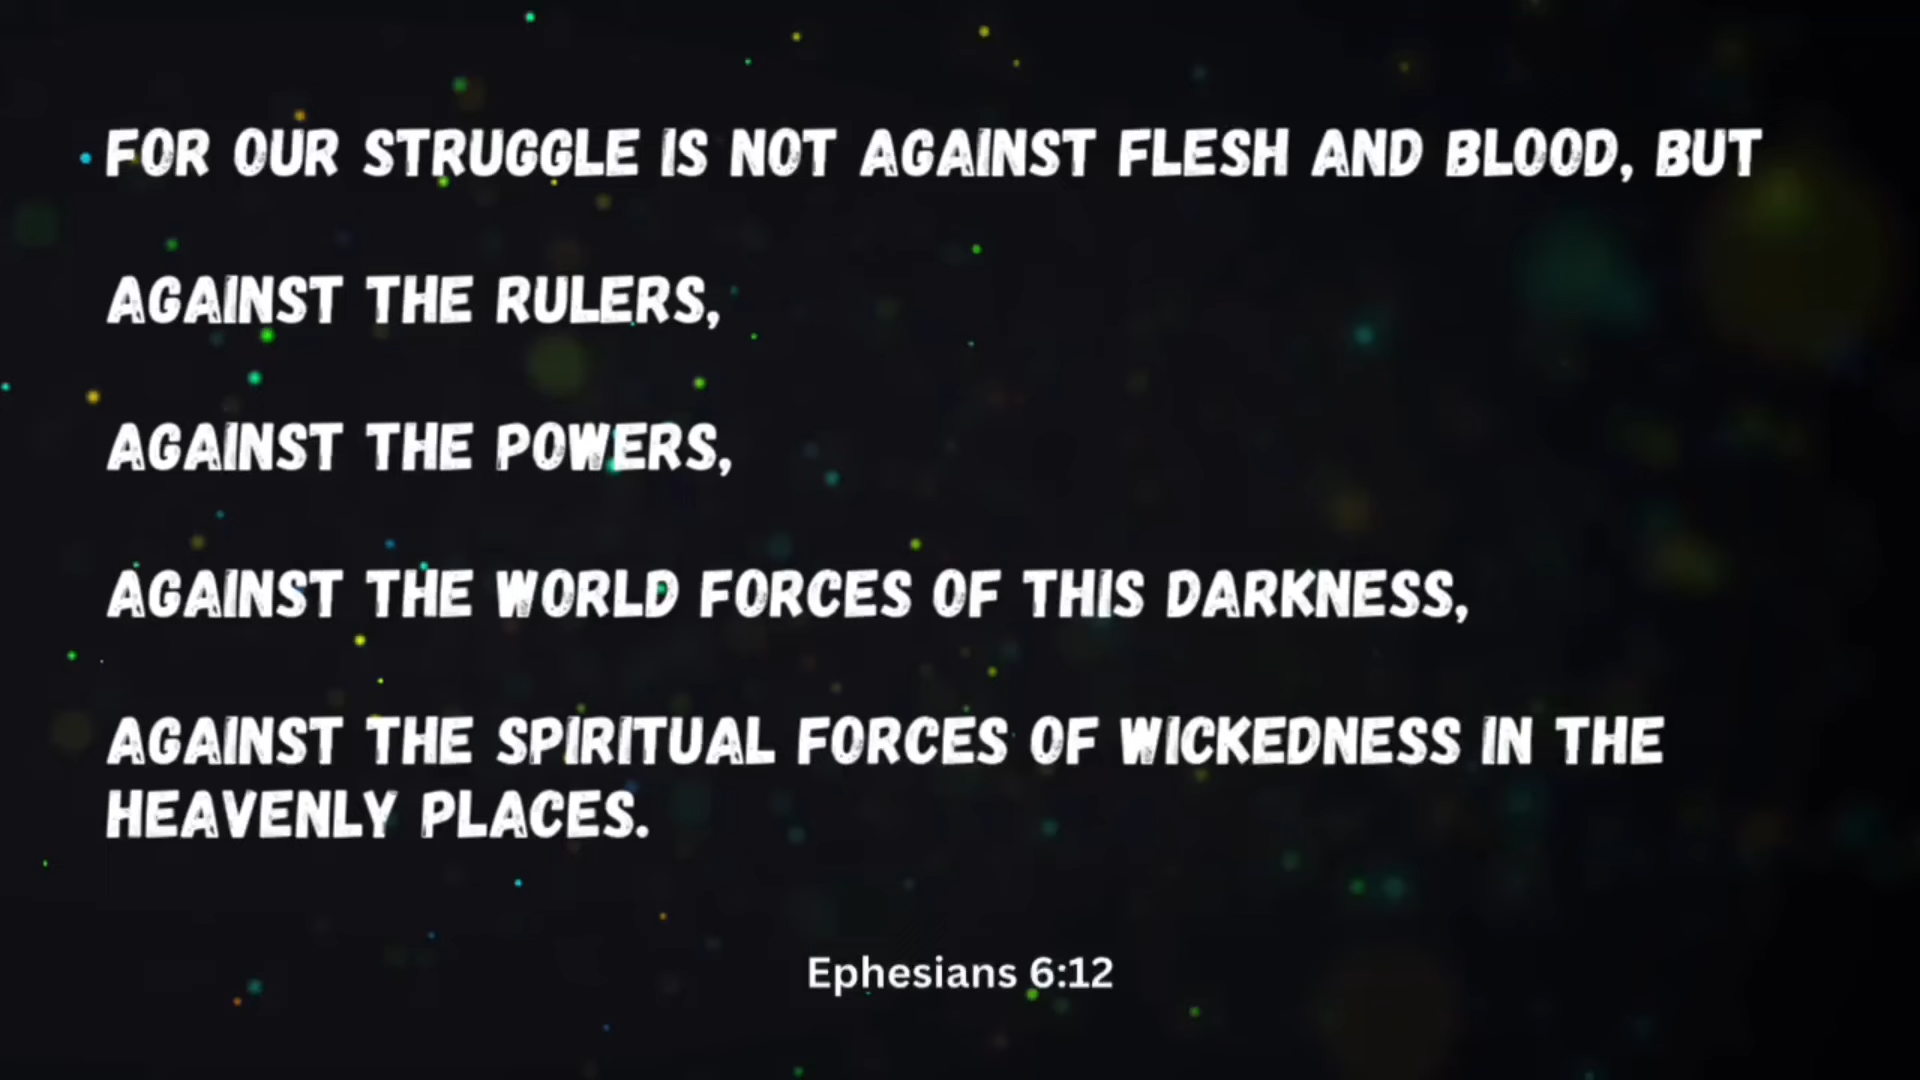 FOR OUR STRUGGLE IS NOT AGAINST FLESH AND BLOOD, BUT
AGAINST THE RULERS,
AGAINST THE POWERS,
AGAINST THE WORLD FORCES OF THIS DARKNESS,
AGAINST THE SPIRITUAL FORCES OF WICKEDNESS IN THE
HEAVENLY PLACES.
Ephesians 6:12